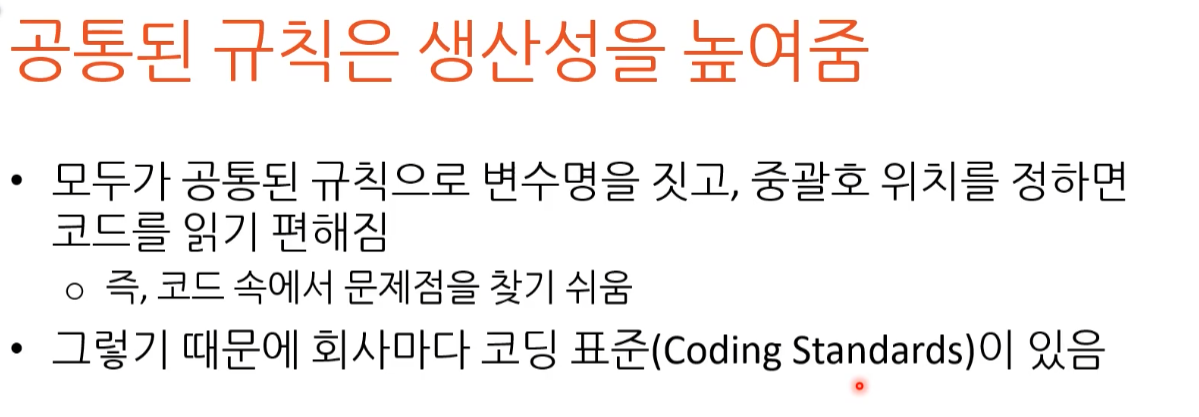 공통된 규칙은 생산성을 높여줌
• 모두가 공통된 규칙으로 변수명을 짓고, 중괄호 위치를 정하면
코드를 읽기 편해짐
○ 즉, 코드 속에서 문제점을 찾기 쉬움
• 그렇기 때문에 회사마다 코딩 표준(Coding Standards)이 있음